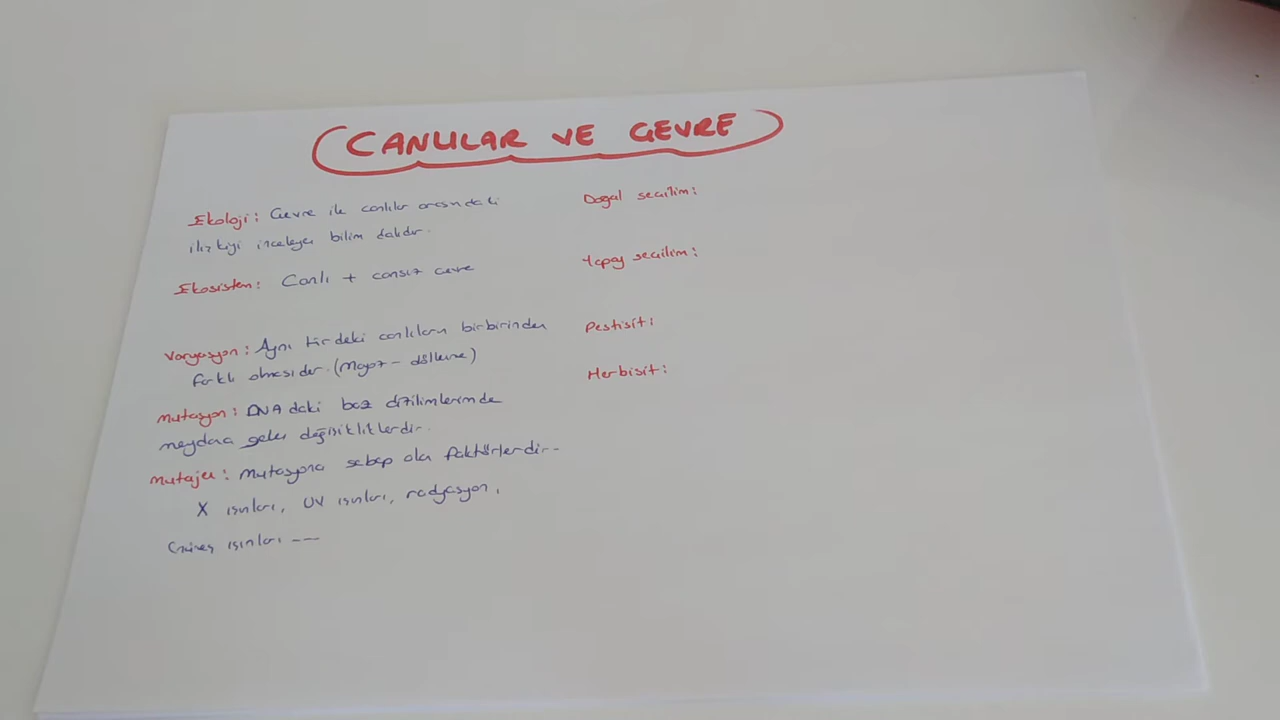 CANLILAR VE ÇEVRE
Ekoloji: Çevre ile canlılar arasındaki
ilişkiyi inceleyen bilim dalıdır.
Ekosistem: Canlı + cansız çevre
Varyasyon: Aynı türdeki canlıların birbirinden
farklı olmasıdır. (Mayoz - döllenme)
Mutasyon: DNA daki baz dizilimlerinde
meydana gelen değişikliklerdir.
Mutajen: Mutasyona sebep olan faktörlerdir.
X ışınları, UV ışınları, radyasyon,
Güneş ışınları ---
Doğal seçilim:
Yapay seçilim:
Pestisit:
Herbisit: